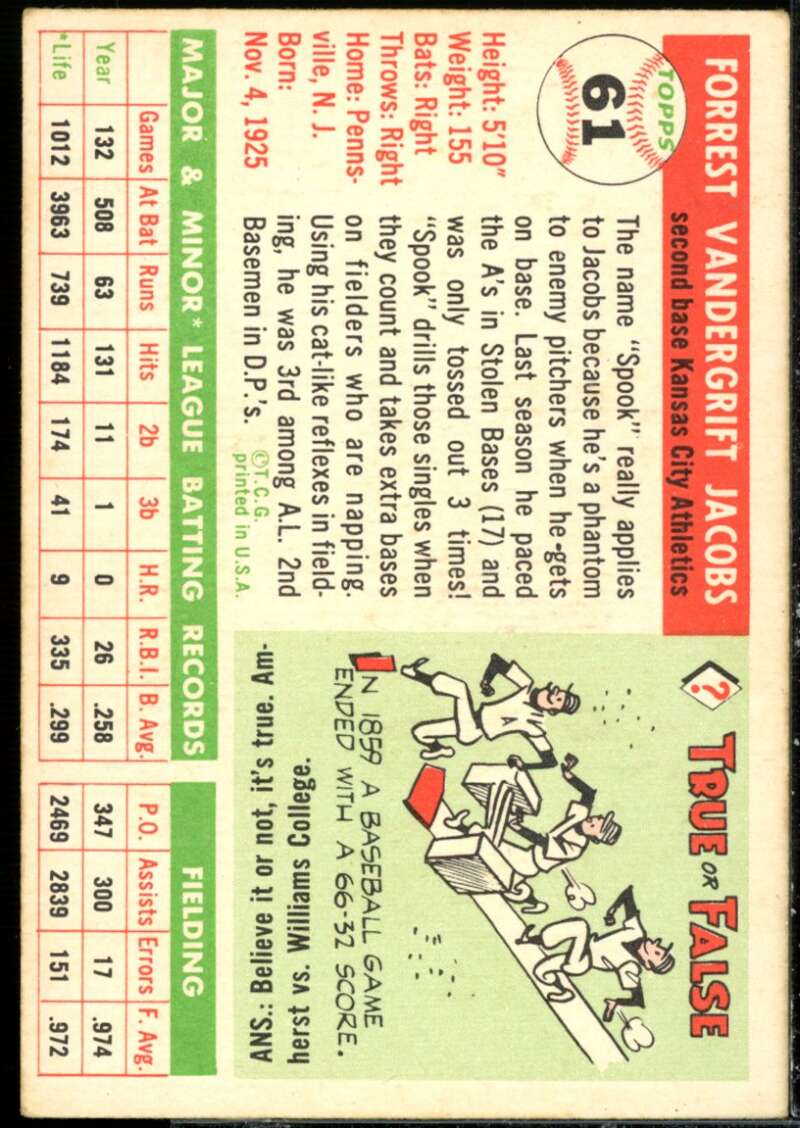 TOPPS
61
FORREST VANDERGRIFT JACOBS
second base Kansas City Athletics
Height: 5'10"
Weight: 155
Bats: Right
Throws: Right
Home: Penns-
ville, N. J.
Born:
Nov. 4, 1925
The name "Spook" really applies
to Jacobs because he's a phantom
to enemy pitchers when he-gets
on base. Last season he paced
the A's in Stolen Bases (17) and
was only tossed out 3 times!
"Spook" drills those singles when
they count and takes extra bases
on fielders who are napping.
Using his cat-like reflexes in field-
ing, he was 3rd among A.L. 2nd
Basemen in D.P.'s.
©T.C.G.
printed in U.S.A.
?
TRUE OR FALSE
A
IN 1859 A BASEBALL GAME
ENDED WITH A 66-32 SCORE.
ANS.: Believe it or not, it's true. Am-
herst vs. Williams College.
MAJOR & MINOR* LEAGUE BATTING RECORDS FIELDING
Games At Bat Runs Hits 2b 3b H.R. R.B.I. B. Avg. P.O. Assists Errors F. Avg.
Year 132 508 63 131 11 1 0 26 .258 347 300 17 .974
*Life 1012 3963 739 1184 174 41 9 335 .299 2469 2839 151 .972